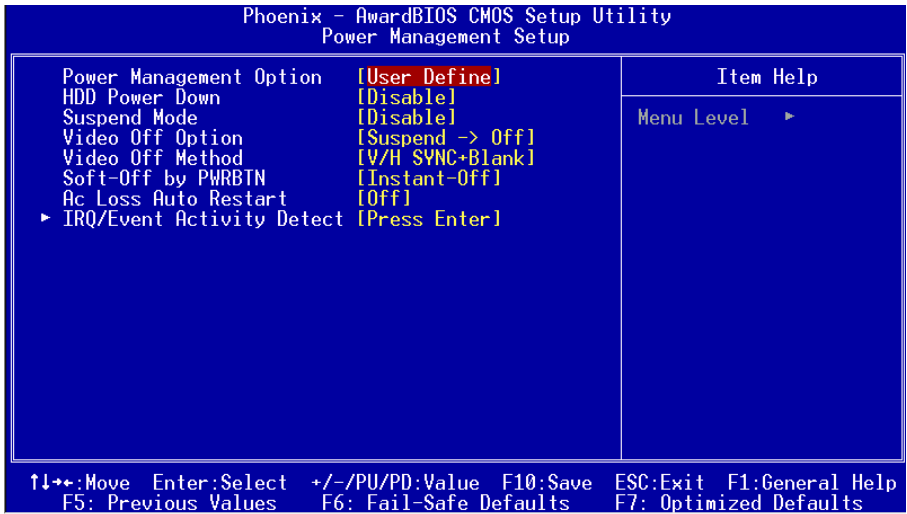 Phoenix - AwardBIOS CMOS Setup Utility
Power Management Setup
Power Management Option [User Define]
HDD Power Down [Disable]
Suspend Mode [Disable]
Video Off Option [Suspend -> Off]
Video Off Method [V/H SYNC+Blank]
Soft-Off by PWRBTN [Instant-Off]
Ac Loss Auto Restart [Off]
► IRQ/Event Activity Detect [Press Enter]
Item Help
Menu Level ►
↑↓→←:Move Enter:Select +/-/PU/PD:Value F10:Save ESC:Exit F1:General Help
F5: Previous Values F6: Fail-Safe Defaults F7: Optimized Defaults